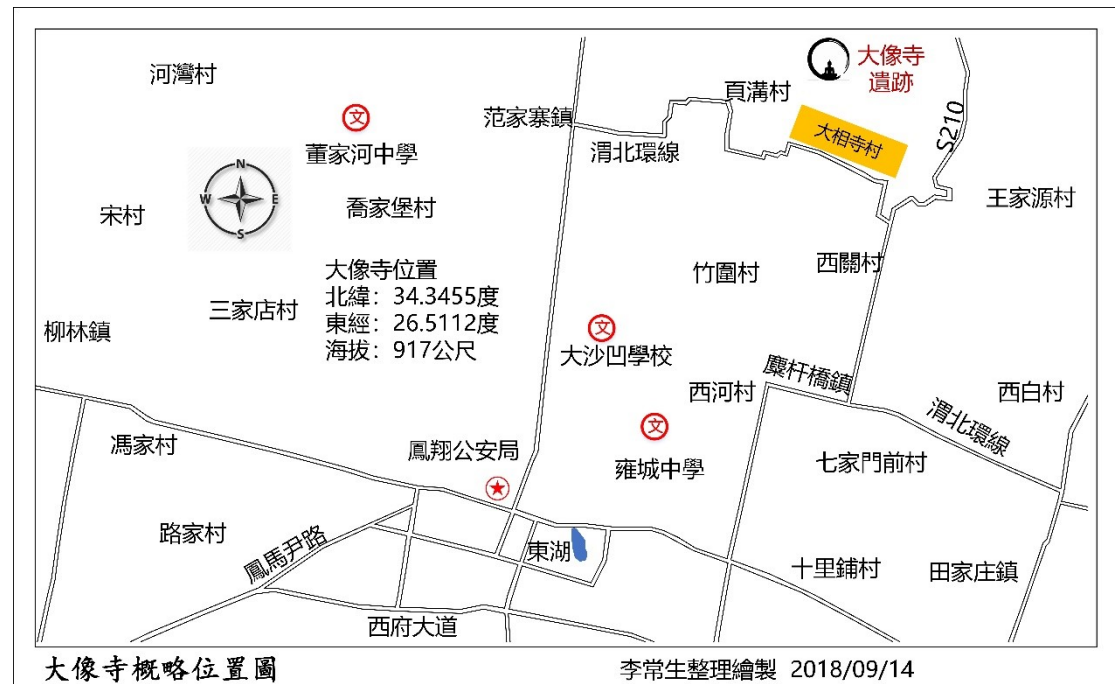 大像寺
遺跡
河灣村
頁溝村
文
范家寨鎮
S210
大相寺村
董家河中學
渭北環線
N
W
E
S
王家源村
宋村
喬家堡村
西關村
竹圍村
大像寺位置
北緯：34.3455度
東經：26.5112度
海拔：917公尺
三家店村
柳林鎮
文
大沙凹學校
麋杆橋鎮
西河村
西白村
渭北環線
文
馮家村
鳳翔公安局
雍城中學
七家門前村
路家村
鳳馬尹路
東湖
十里鋪村
田家庄鎮
西府大道
大像寺概略位置圖
李常生整理繪製 2018/09/14